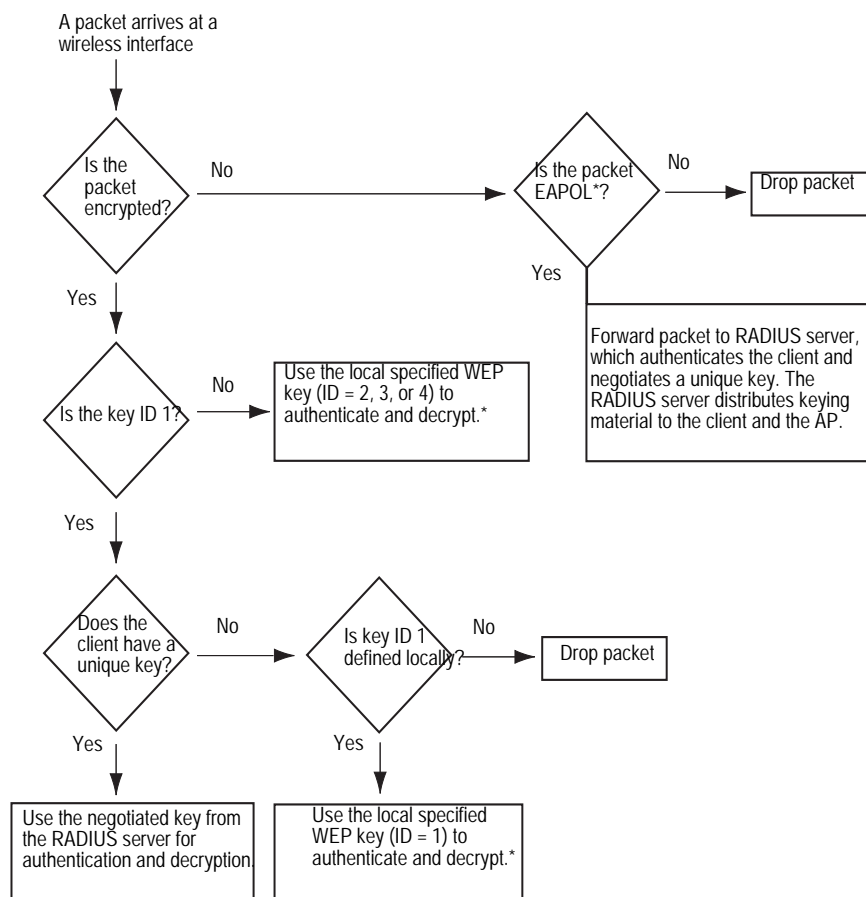 A packet arrives at a
wireless interface
Is the
packet
encrypted?
No
Is the packet
EAPOL*?
No
Drop packet
Yes
Yes
Forward packet to RADIUS server,
which authenticates the client and
negotiates a unique key. The
RADIUS server distributes keying
material to the client and the AP.
Is the key ID 1?
No
Use the local specified WEP
key (ID = 2, 3, or 4) to
authenticate and decrypt.*
Yes
Does the
client have a
unique key?
No
Is key ID 1
defined locally?
No
Drop packet
Yes
Yes
Use the negotiated key from
the RADIUS server for
authentication and decryption.
Use the local specified
WEP key (ID = 1) to
authenticate and decrypt.*